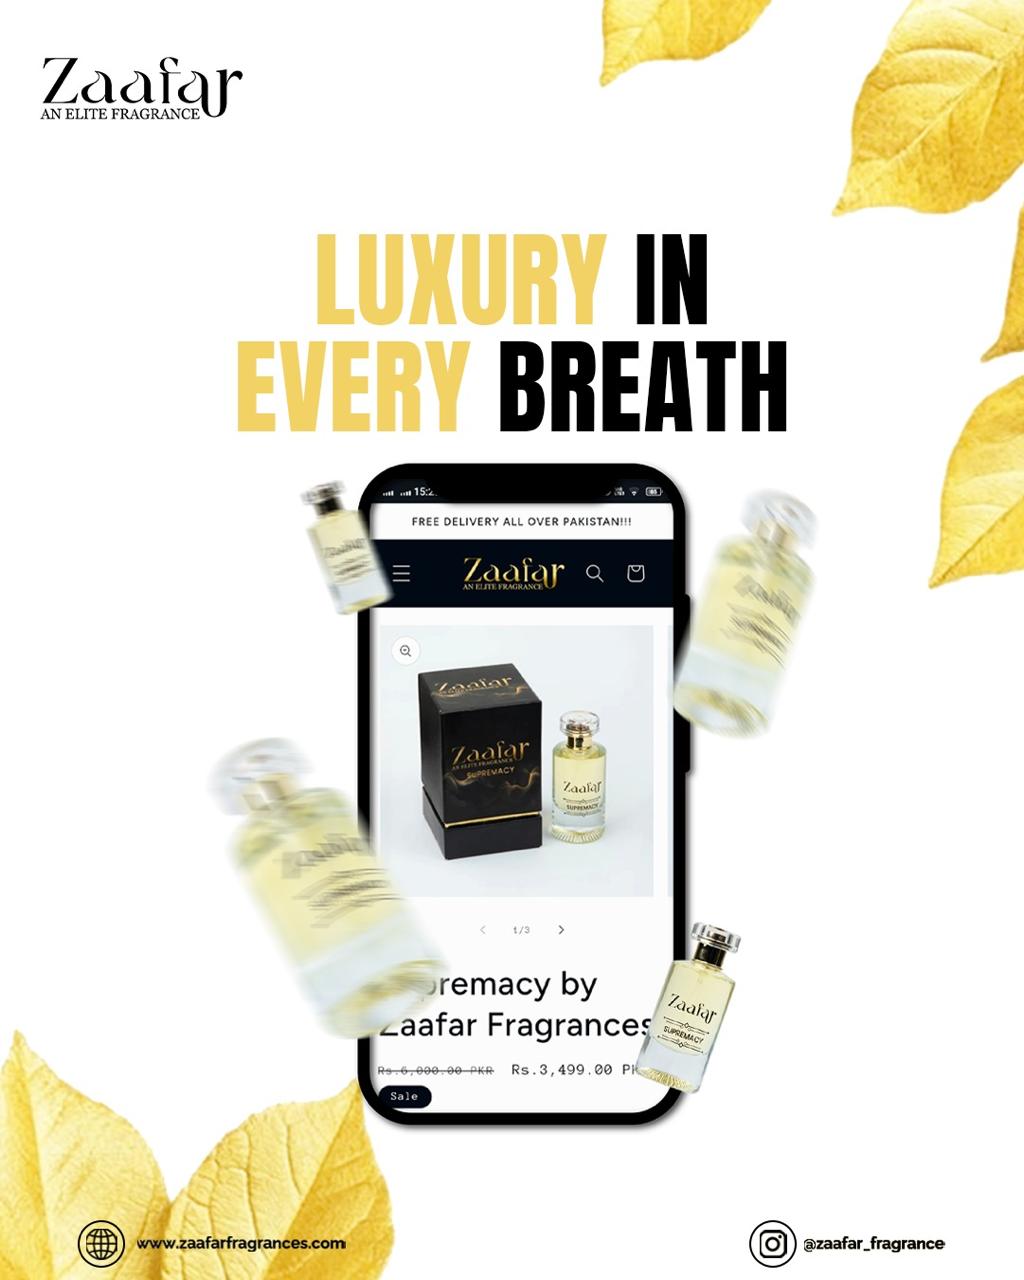 Zaafar
AN ELITE FRAGRANCE
LUXURY IN
EVERY BREATH
FREE DELIVERY ALL OVER PAKISTAN!!!
Zaafar
AN ELITE FRAGRANCE
Zaafar
Zaafar
AN ELITE FRAGRANCE
SUPREMACY
Zaafar
SUPREMACY
1/3
premacy by
Zaafar Fragrances
Rs.6,000.00 PKR Rs.3,499.00
Sale
Zaafar
SUPREMACY
www.zaafarfragrances.com
@zaafar_fragrance